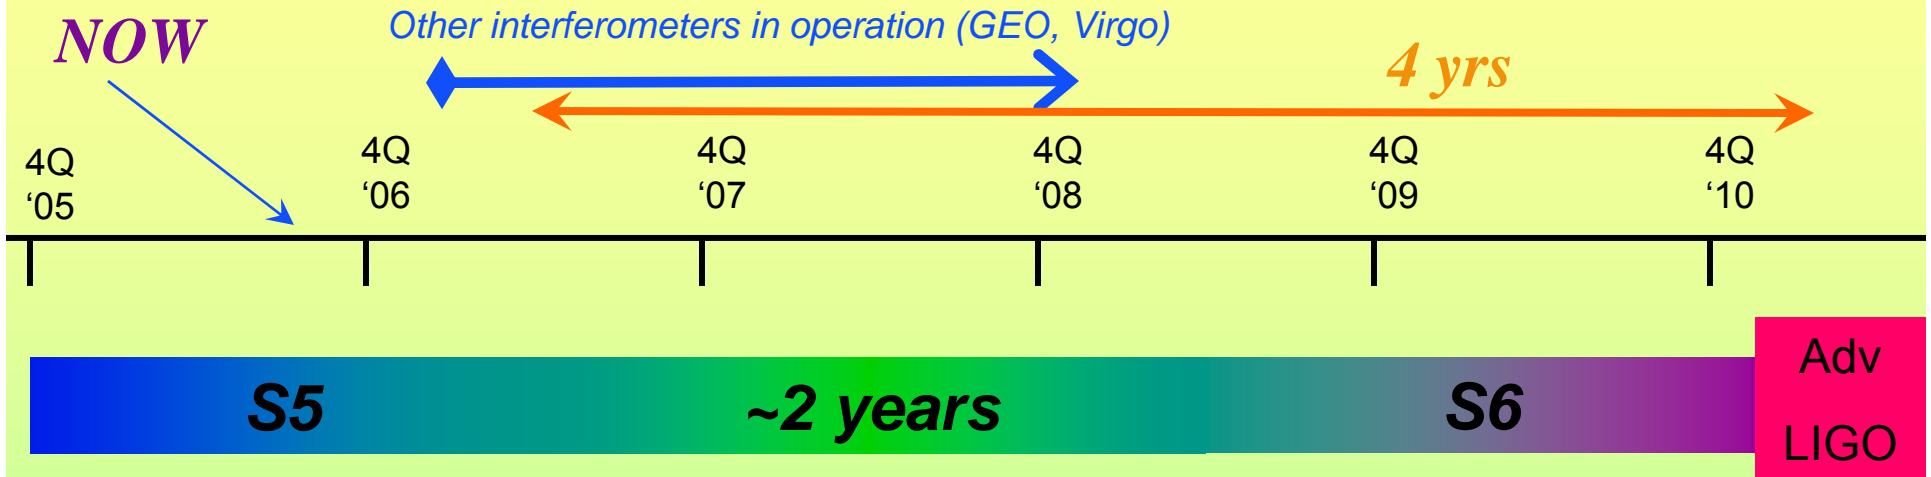 NOW
Other interferometers in operation (GEO, Virgo)
4 yrs
4Q
‘05
4Q
‘06
4Q
‘07
4Q
‘08
4Q
‘09
4Q
‘10
S5
~2 years
S6
Adv
LIGO